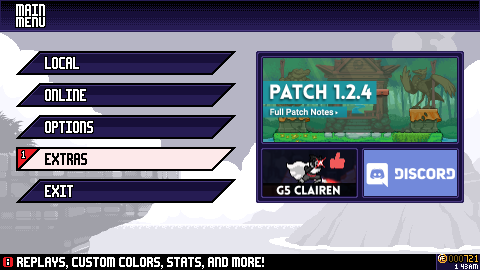 MAIN
MENU
LOCAL
ONLINE
OPTIONS
1
EXTRAS
EXIT
PATCH 1.2.4
Full Patch Notes
G5 CLAIREN
DISCORD
REPLAYS, CUSTOM COLORS, STATS, AND MORE!
000721
1:43AM